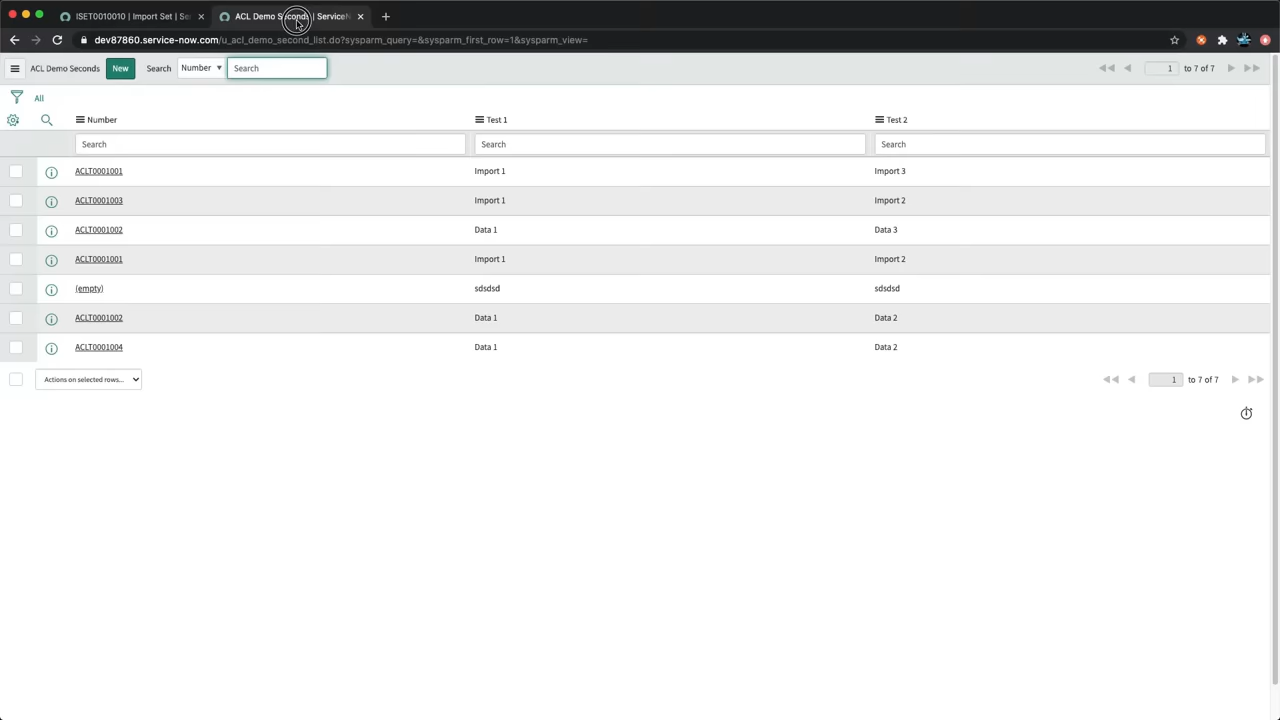 ISET0010010 | Import Set | Ser
ACL Demo Seconds | ServiceN
dev87860.service-now.com/u_acl_demo_second_list.do?sysparm_query=&sysparm_first_row=1&sysparm_view=
ACL Demo Seconds New Search Number Search 1 to 7 of 7
All
Number Test 1 Test 2
Search Search Search
ACLT0001001 Import 1 Import 3
ACLT0001003 Import 1 Import 2
ACLT0001002 Data 1 Data 3
ACLT0001001 Import 1 Import 2
(empty) sdsdsd sdsdsd
ACLT0001002 Data 1 Data 2
ACLT0001004 Data 1 Data 2
Actions on selected rows... 1 to 7 of 7